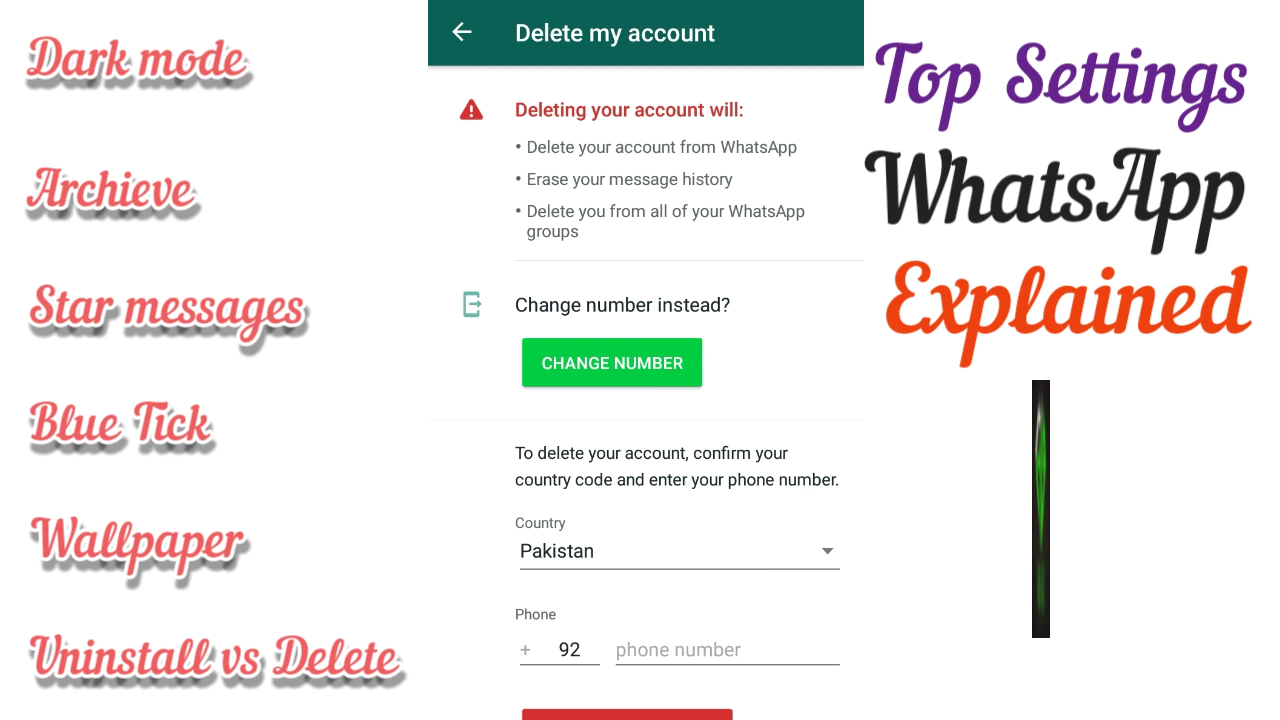 Dark mode
Archieve
Star messages
Blue Tick
Wallpaper
Uninstall vs Delete
Delete my account
Deleting your account will:
• Delete your account from WhatsApp
• Erase your message history
• Delete you from all of your WhatsApp
groups
Change number instead?
CHANGE NUMBER
To delete your account, confirm your
country code and enter your phone number.
Country
Pakistan
Phone
+ 92 phone number
Top Settings
WhatsApp
Explained